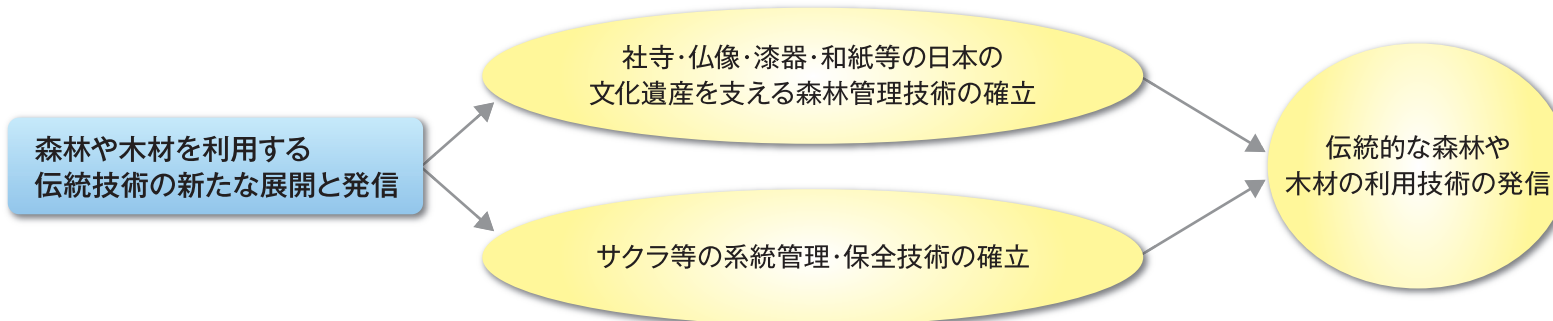 森林や木材を利用する
伝統技術の新たな展開と発信
社寺・仏像・漆器・和紙等の日本の
文化遺産を支える森林管理技術の確立
サクラ等の系統管理・保全技術の確立
伝統的な森林や
木材の利用技術の発信